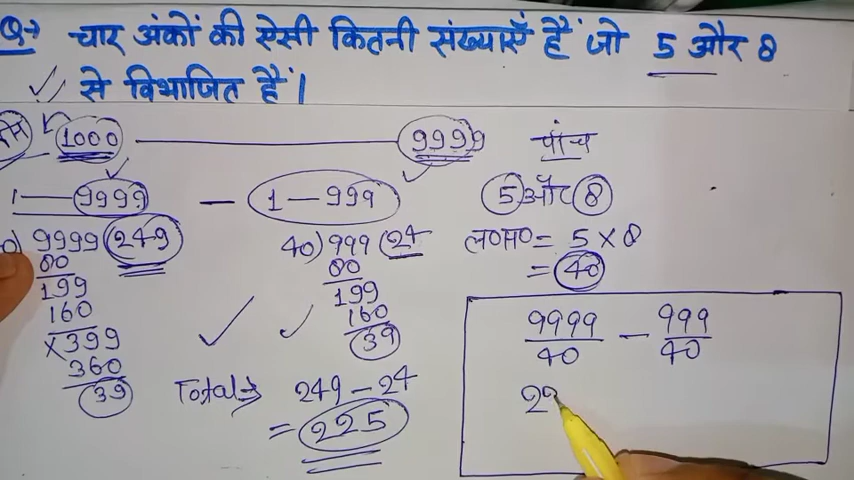 Q→ चार अंकों की ऐसी कितनी संख्याएँ हैं जो 5 और 8
से विभाजित हैं।
1000 — 9999 पांच
1 — 9999 — 1 — 999 5 और 8
) 9999 ( 249 40 ) 999 ( 24 ल०स० = 5 × 8
80 80 = 40
199 199
160 160 9999/40 — 999/40
×399 39
360 Total⇒ 249 – 24 22
39 = 225